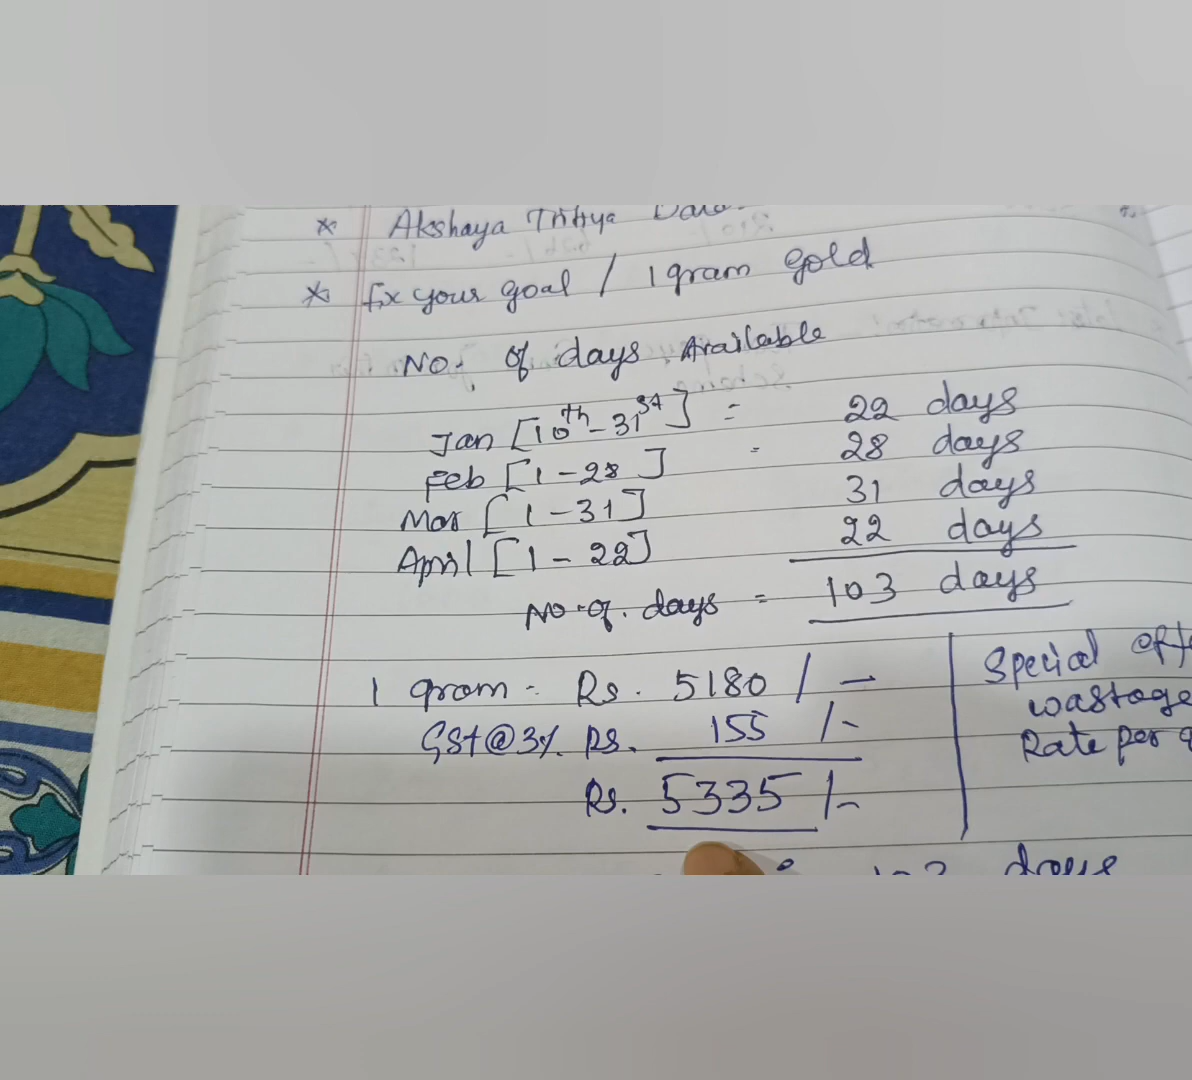 * Akshaya Tritiya
* Fix your goal / 1 gram gold
No. of days Available
Jan [10th - 31st] = 22 days
Feb [1 - 28] = 28 days
Mar [1 - 31] 31 days
April [1 - 22] 22 days
No. of. days = 103 days
1 gram - Rs. 5180 /-
GSt@3%. Rs. 155 /-
Rs. 5335 /-
Special
wastage
Rate per
103 days